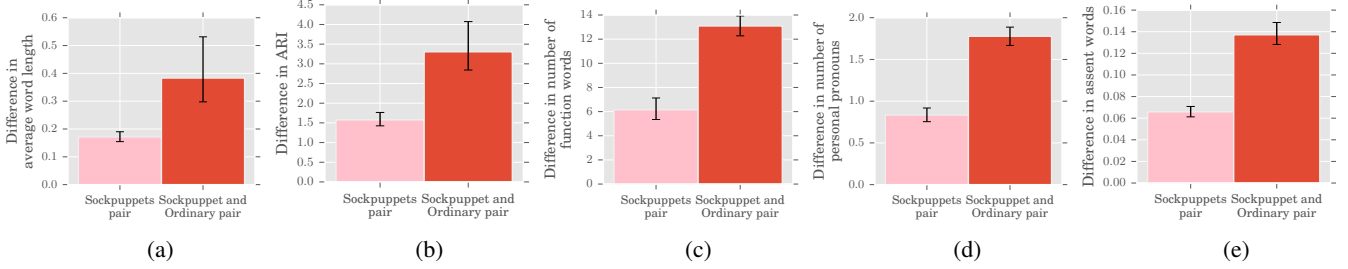 0.6
0.5
0.4
0.3
0.2
0.1
0.0
Difference in
average word length
Sockpuppets
pair
Sockpuppet and
Ordinary pair
(a)
4.5
4.0
3.5
3.0
2.5
2.0
1.5
1.0
0.5
0.0
Difference in ARI
Sockpuppets
pair
Sockpuppet and
Ordinary pair
(b)
14
12
10
8
6
4
2
0
Difference in number of
function words
Sockpuppets
pair
Sockpuppet and
Ordinary pair
(c)
2.0
1.5
1.0
0.5
0.0
Difference in number of
personal pronouns
Sockpuppets
pair
Sockpuppet and
Ordinary pair
(d)
0.16
0.14
0.12
0.10
0.08
0.06
0.04
0.02
0.00
Difference in assent words
Sockpuppets
pair
Sockpuppet and
Ordinary pair
(e)